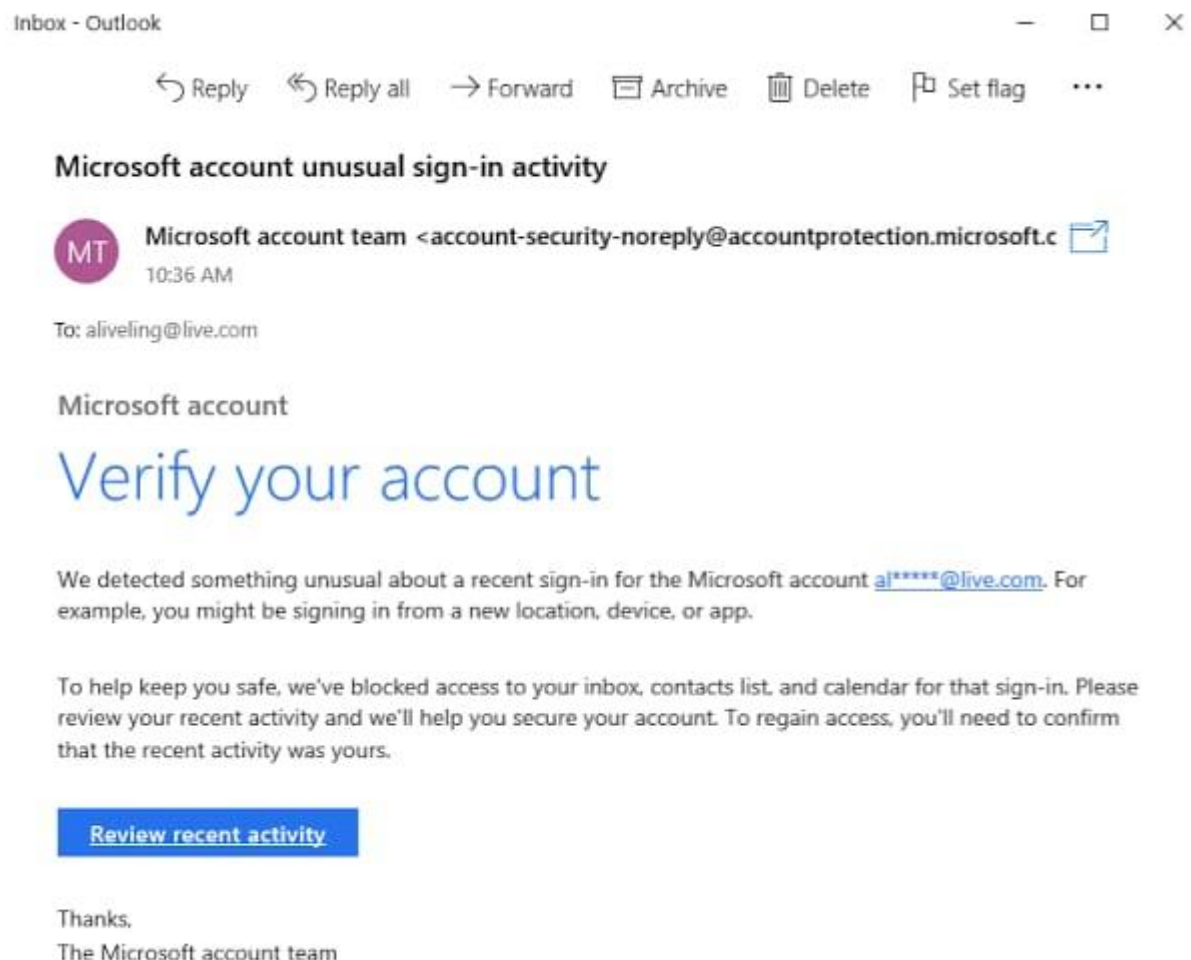 Inbox - Outlook
Reply Reply all Forward Archive Delete Set flag ...
Microsoft account unusual sign-in activity
MT
Microsoft account team <account-security-noreply@accountprotection.microsoft.c
10:36 AM
To: aliveling@live.com
Microsoft account
Verify your account
We detected something unusual about a recent sign-in for the Microsoft account al*****@live.com. For
example, you might be signing in from a new location, device, or app.
To help keep you safe, we've blocked access to your inbox, contacts list, and calendar for that sign-in. Please
review your recent activity and we'll help you secure your account. To regain access, you'll need to confirm
that the recent activity was yours.
Review recent activity
Thanks,
The Microsoft account team